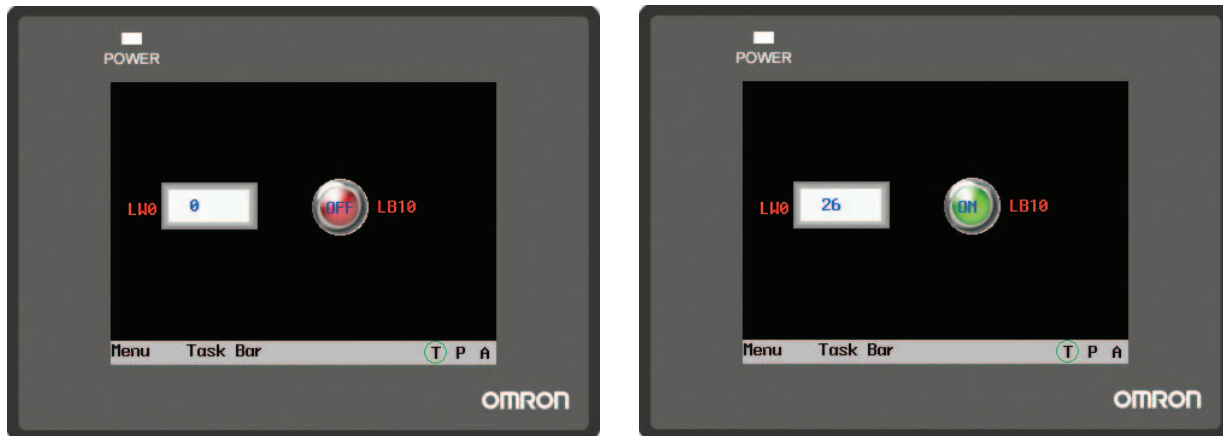 POWER
LW0 0 OFF LB10
Menu Task Bar T P A
OMRON
POWER
LW0 26 ON LB10
Menu Task Bar T P A
OMRON